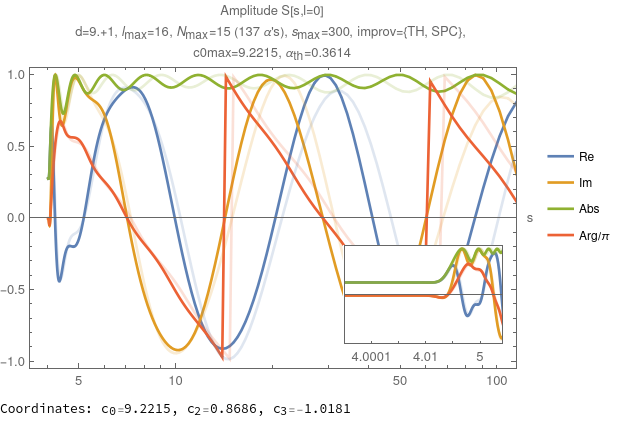 Amplitude S[s,l=0]
d=9.+1, lmax=16, Nmax=15 (137 α's), smax=300, improv={TH, SPC},
c0max=9.2215, αth=0.3614
1.0
0.5
0.0
-0.5
-1.0
5
10
50
100
s
Re
Im
Abs
Arg/π
4.0001
4.01
5
Coordinates: c0=9.2215, c2=0.8686, c3=-1.0181